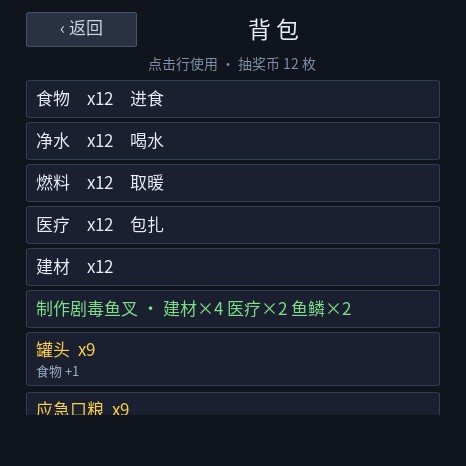 ‹ 返回
背包
点击行使用 · 抽奖币 12 枚
食物 x12 进食
净水 x12 喝水
燃料 x12 取暖
医疗 x12 包扎
建材 x12
制作剧毒鱼叉 · 建材×4 医疗×2 鱼鳞×2
罐头 x9
食物 +1
应急口粮 x9